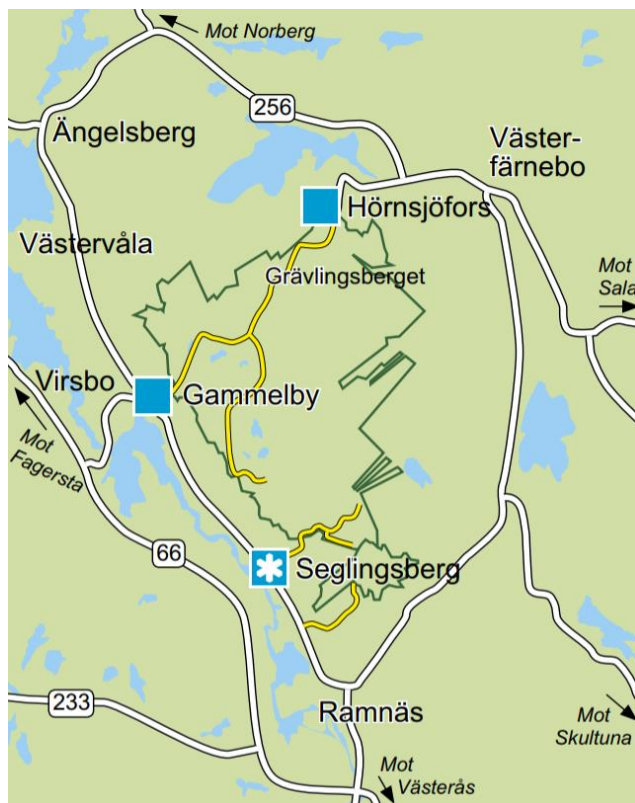 Mot Norberg
256
Ängelsberg
Väster-
färnebo
Hörnsjöfors
Västervåla
Grävlingsberget
Mot
Sala
Virsbo
Gammelby
Mot
Fagersta
66
Seglingsberg
233
Ramnäs
Mot
Skultuna
Mot
Västerås